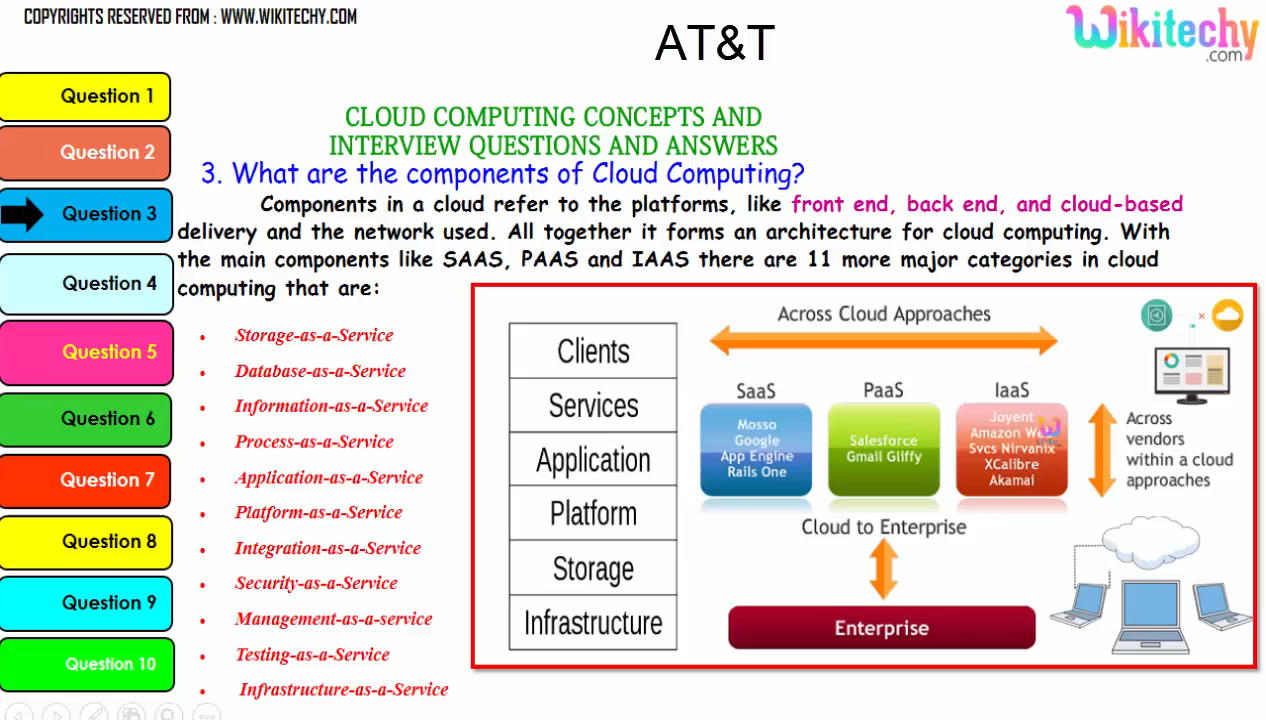 COPYRIGHTS RESERVED FROM : WWW.WIKITECHY.COM
AT&T
Wikitechy
.com
Question 1
Question 2
Question 3
Question 4
Question 5
Question 6
Question 7
Question 8
Question 9
Question 10
CLOUD COMPUTING CONCEPTS AND
INTERVIEW QUESTIONS AND ANSWERS
3. What are the components of Cloud Computing?
Components in a cloud refer to the platforms, like front end, back end, and cloud-based
delivery and the network used. All together it forms an architecture for cloud computing. With
the main components like SAAS, PAAS and IAAS there are 11 more major categories in cloud
computing that are:
• Storage-as-a-Service
• Database-as-a-Service
• Information-as-a-Service
• Process-as-a-Service
• Application-as-a-Service
• Platform-as-a-Service
• Integration-as-a-Service
• Security-as-a-Service
• Management-as-a-service
• Testing-as-a-Service
• Infrastructure-as-a-Service
Clients
Services
Application
Platform
Storage
Infrastructure
Across Cloud Approaches
SaaS
Mosso
Google
App Engine
Rails One
PaaS
Salesforce
Gmail Gliffy
IaaS
Joyent
Amazon
Svcs Nirvanix
XCalibre
Akamai
Across
vendors
within a cloud
approaches
Cloud to Enterprise
Enterprise